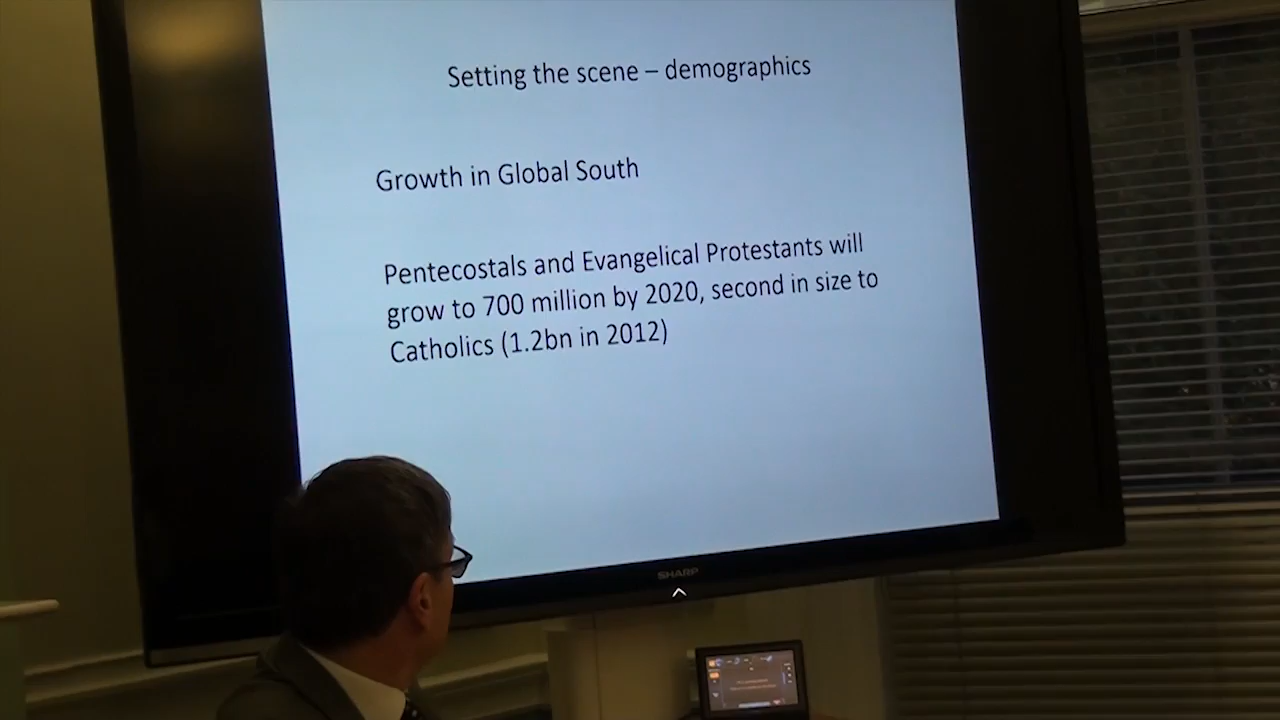 Setting the scene – demographics
Growth in Global South
Pentecostals and Evangelical Protestants will
grow to 700 million by 2020, second in size to
Catholics (1.2bn in 2012)
SHARP